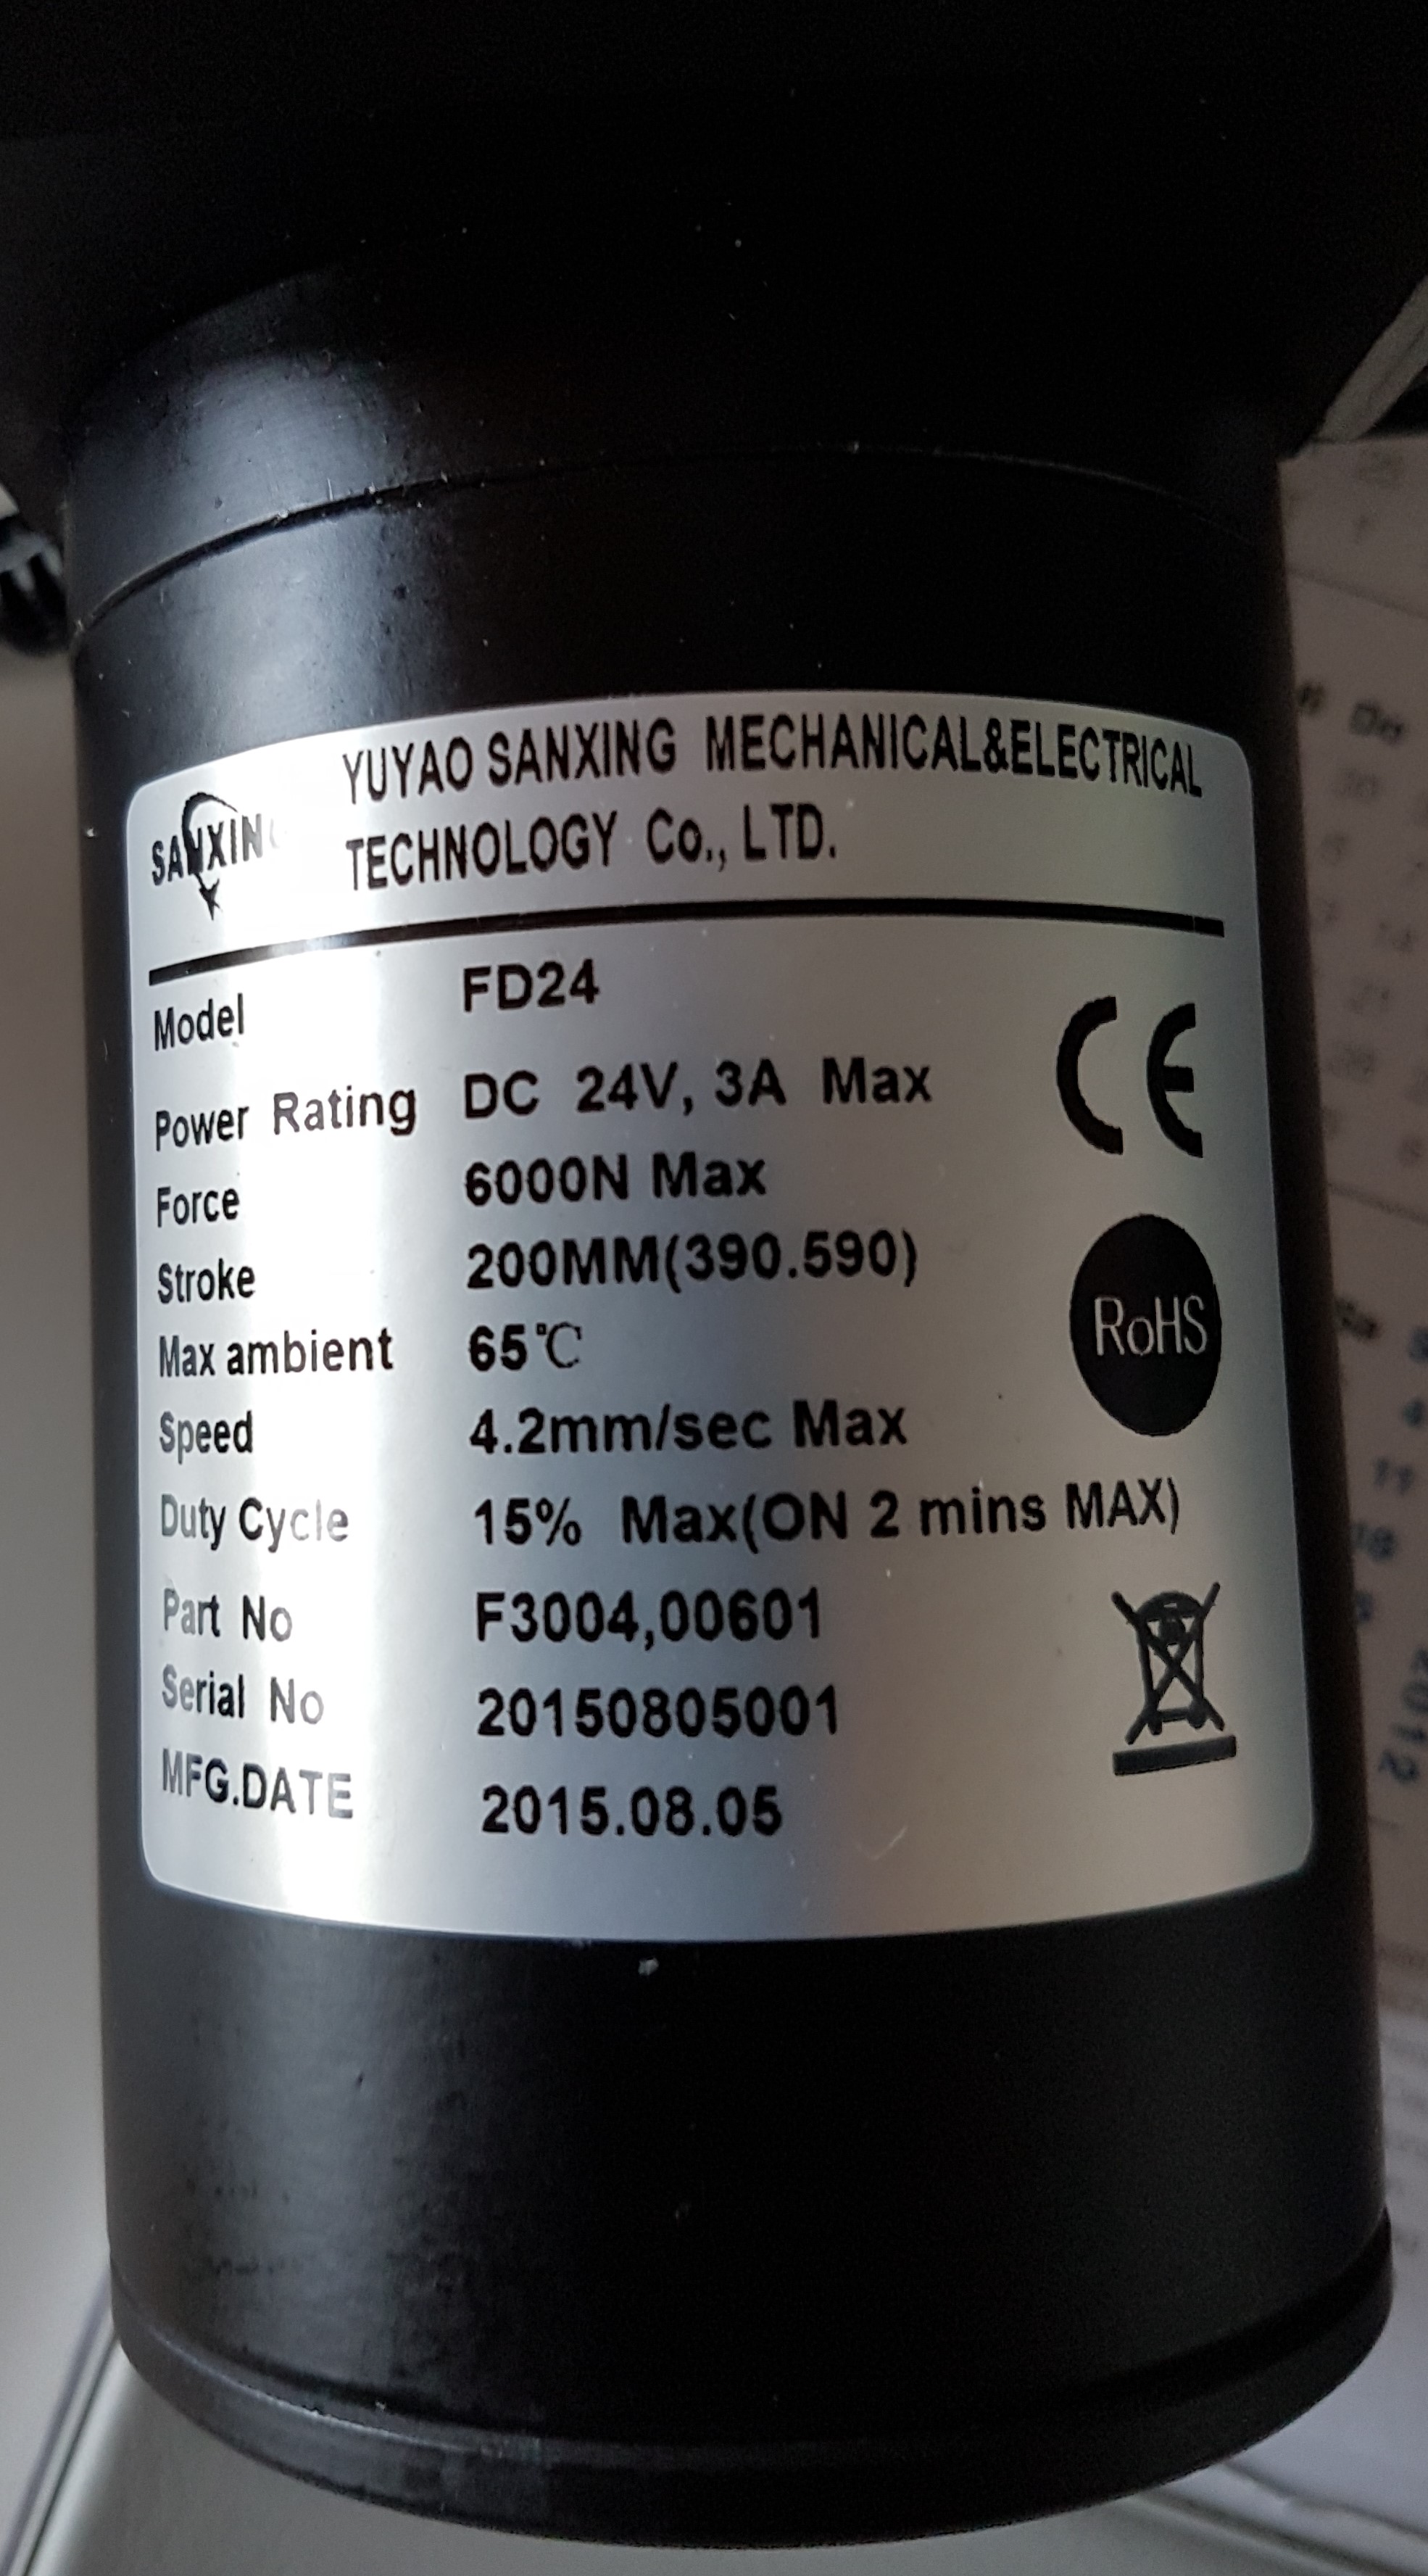 SANXING
YUYAO SANXING MECHANICAL&ELECTRICAL
TECHNOLOGY Co., LTD.
Model FD24
Power Rating DC 24V, 3A Max
Force 6000N Max
Stroke 200MM(390.590)
Max ambient 65℃
Speed 4.2mm/sec Max
Duty Cycle 15% Max(ON 2 mins MAX)
Part No F3004,00601
Serial No 20150805001
MFG.DATE 2015.08.05
CE
RoHS